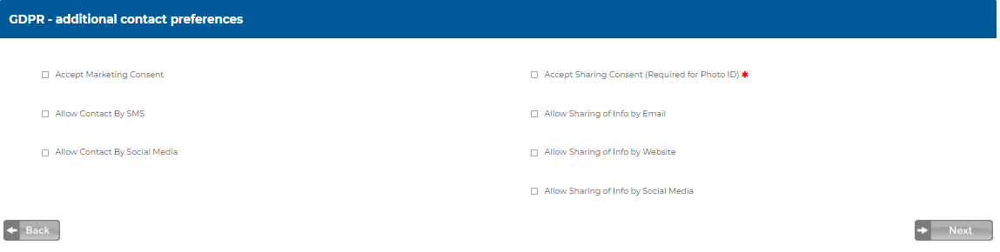 GDPR - additional contact preferences
Accept Marketing Consent
Accept Sharing Consent (Required for Photo ID) *
Allow Contact By SMS
Allow Sharing of Info by Email
Allow Contact By Social Media
Allow Sharing of Info by Website
Allow Sharing of Info by Social Media
Back
Next